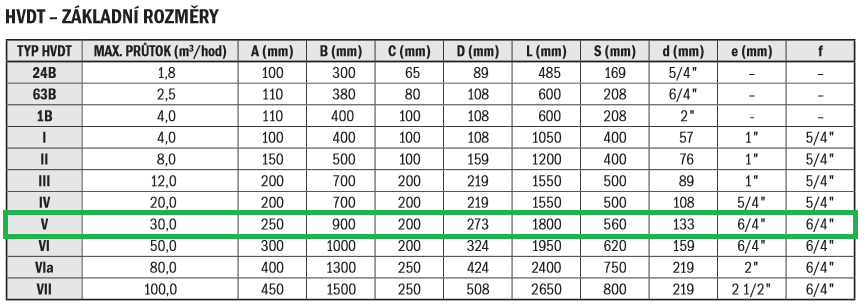 HVDT – ZÁKLADNÍ ROZMĚRY
TYP HVDT MAX. PRŮTOK (m³/hod) A (mm) B (mm) C (mm) D (mm) L (mm) S (mm) d (mm) e (mm) f
24B 1,8 100 300 65 89 485 169 5/4" – –
63B 2,5 110 380 80 108 600 208 6/4" – –
1B 4,0 110 400 100 108 600 208 2" - –
I 4,0 100 400 100 108 1050 400 57 1" 5/4"
II 8,0 150 500 100 159 1200 400 76 1" 5/4"
III 12,0 200 700 200 219 1550 500 89 1" 5/4"
IV 20,0 200 700 200 219 1550 500 108 5/4" 5/4"
V 30,0 250 900 200 273 1800 560 133 6/4" 6/4"
VI 50,0 300 1000 200 324 1950 620 159 6/4" 6/4"
VIa 80,0 400 1300 250 424 2400 750 219 2" 6/4"
VII 100,0 450 1500 250 508 2650 800 219 2 1/2" 6/4"